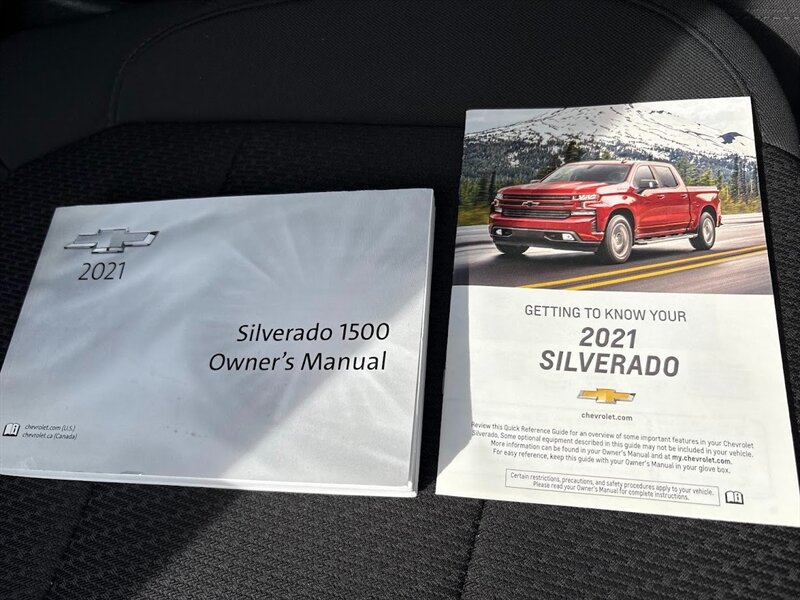 2021
Silverado 1500
Owner's Manual
chevrolet.com (U.S.)
chevrolet.ca (Canada)
GETTING TO KNOW YOUR
2021
SILVERADO
chevrolet.com
Review this Quick Reference Guide for an overview of some important features in your Chevrolet
Silverado. Some optional equipment described in this guide may not be included in your vehicle.
More information can be found in your Owner's Manual and at my.chevrolet.com.
For easy reference, keep this guide with your Owner's Manual in your glove box.
Certain restrictions, precautions, and safety procedures apply to your vehicle.
Please read your Owner's Manual for complete instructions.